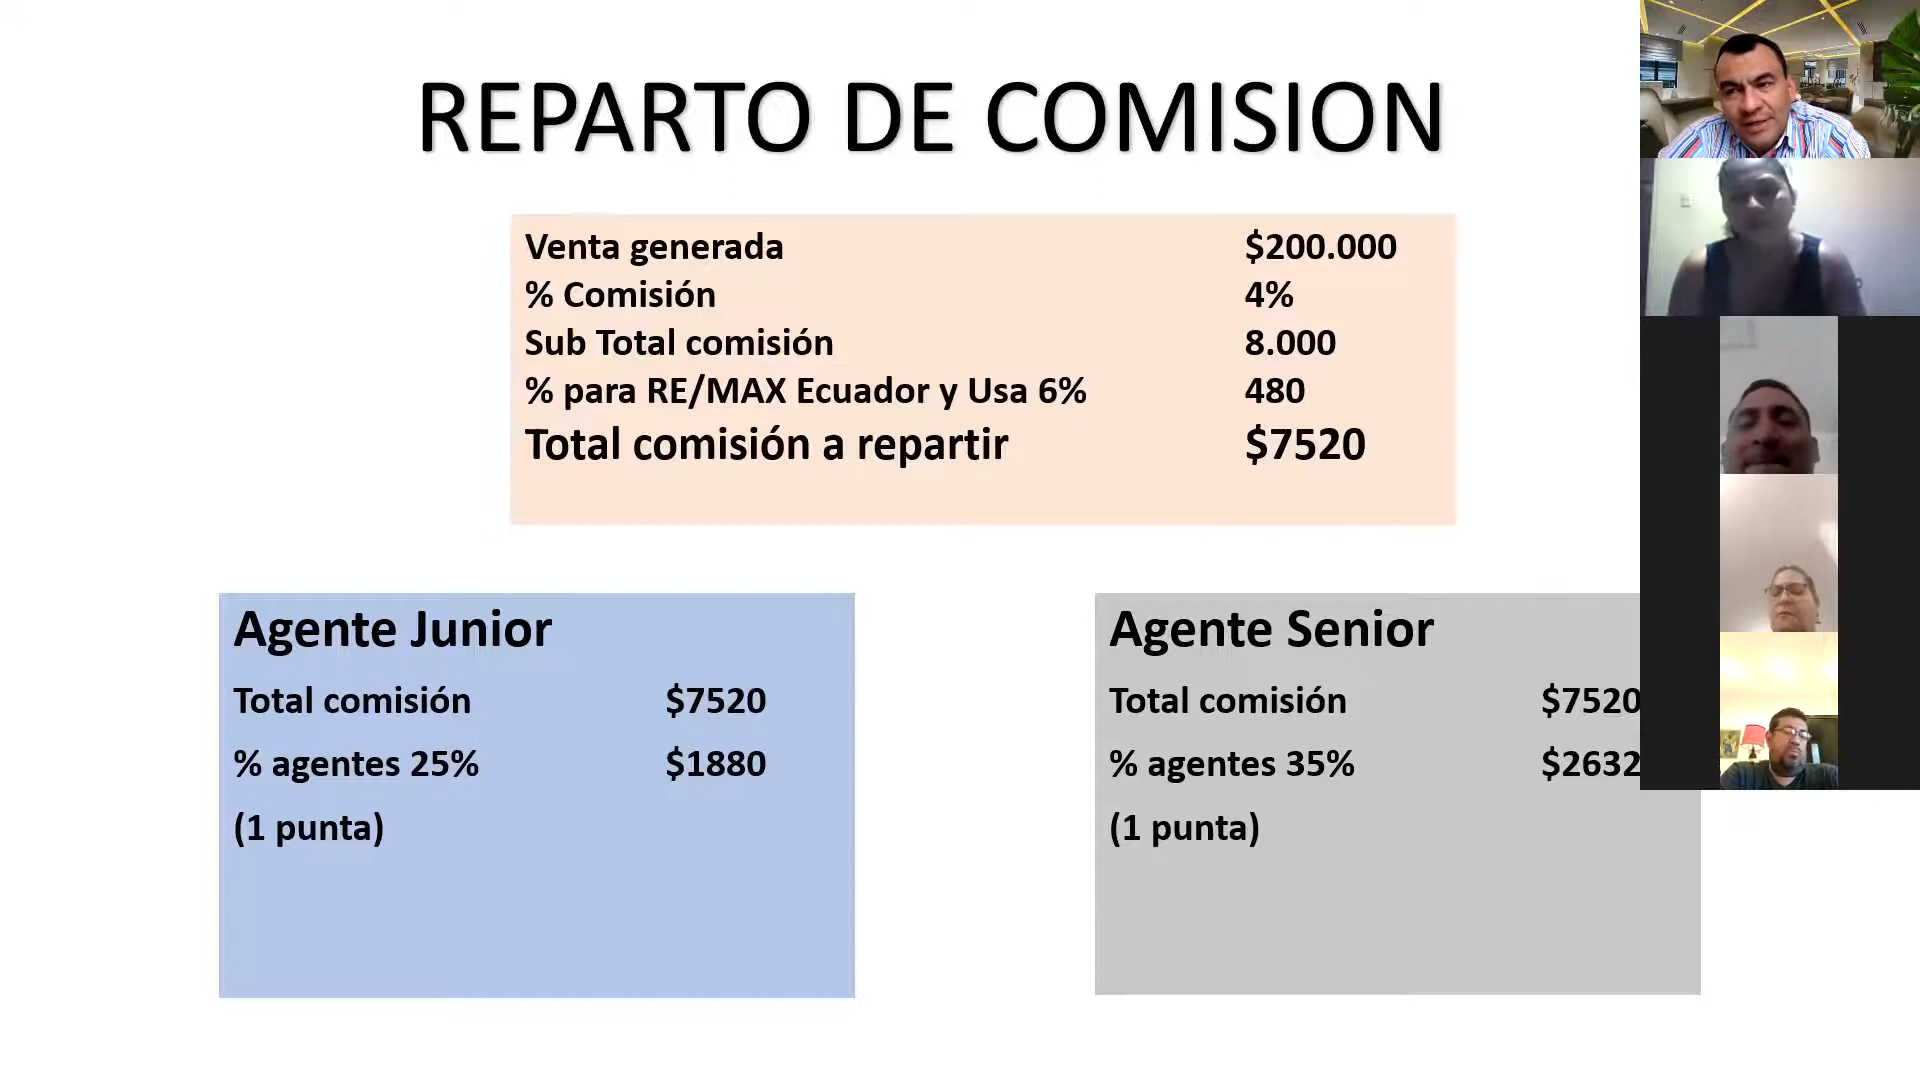 REPARTO DE COMISION
Venta generada $200.000
% Comisión 4%
Sub Total comisión 8.000
% para RE/MAX Ecuador y Usa 6% 480
Total comisión a repartir $7520
Agente Junior
Total comisión $7520
% agentes 25% $1880
(1 punta)
Agente Senior
Total comisión $7520
% agentes 35% $2632
(1 punta)